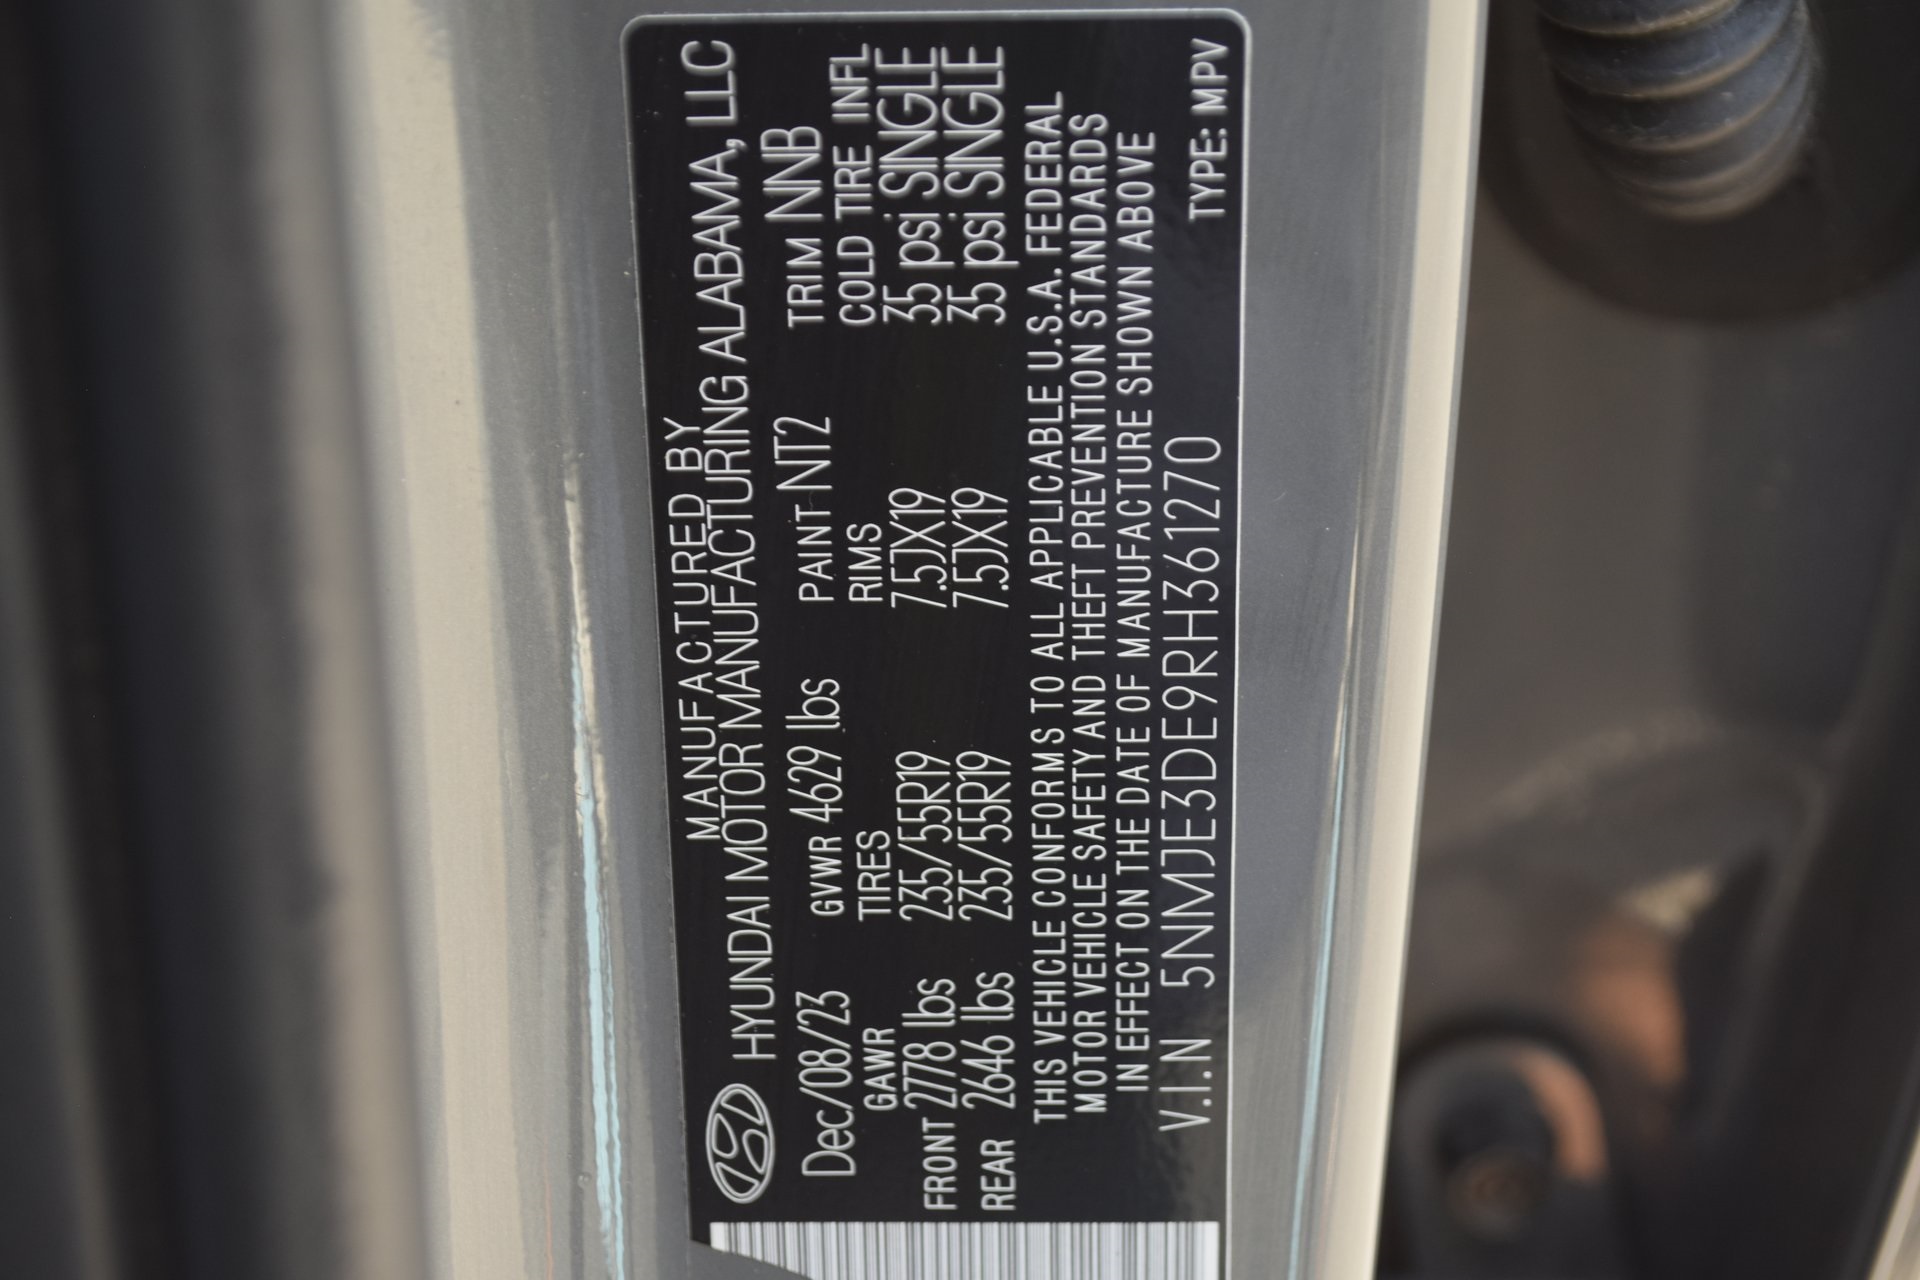 MANUFACTURED BY
HYUNDAI MOTOR MANUFACTURING ALABAMA, LLC
Dec/08/23 GVWR 4629 lbs PAINT NT2 TRIM NNB
GAWR TIRES RIMS COLD TIRE INFL
FRONT 2778 lbs 235/55R19 7.5JX19 35 psi SINGLE
REAR 2646 lbs 235/55R19 7.5JX19 35 psi SINGLE
THIS VEHICLE CONFORMS TO ALL APPLICABLE U.S.A. FEDERAL
MOTOR VEHICLE SAFETY AND THEFT PREVENTION STANDARDS
IN EFFECT ON THE DATE OF MANUFACTURE SHOWN ABOVE
V.I.N 5NMJE3DE9RH361270 TYPE: MPV